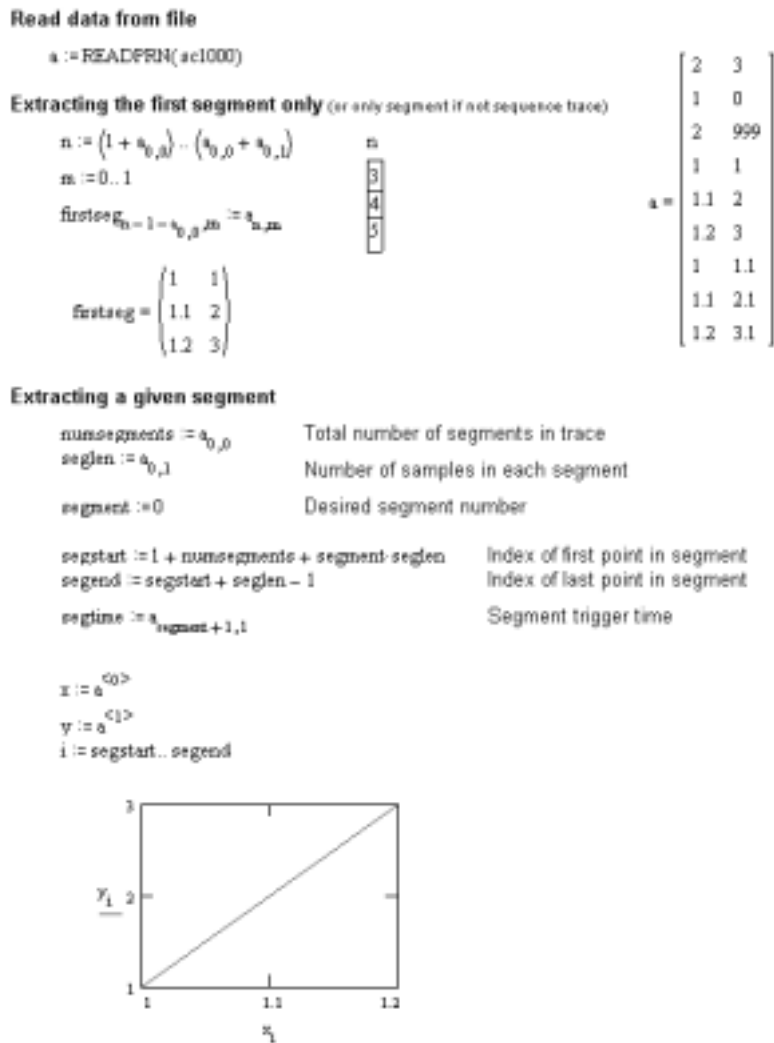 Read data from file
a := READPRN( sc1000)
Extracting the first segment only (or only segment if not sequence trace)
n := (1 + a0,0) .. (a0,0 + a0,1)
n
m := 0..1
3
4
5
firstseg n-1-a0,0,m := a n,m
firstseg =
1 1
1.1 2
1.2 3
a =
2 3
1 0
2 999
1 1
1.1 2
1.2 3
1 1.1
1.1 2.1
1.2 3.1
Extracting a given segment
numsegments := a0,0 Total number of segments in trace
seglen := a0,1 Number of samples in each segment
segment := 0 Desired segment number
segstart := 1 + numsegments + segment·seglen Index of first point in segment
segend := segstart + seglen - 1 Index of last point in segment
segtime := a segment+1,1 Segment trigger time
x := a<0>
y := a<1>
i := segstart.. segend
3
yi 2
1
1 1.1 1.2
xi